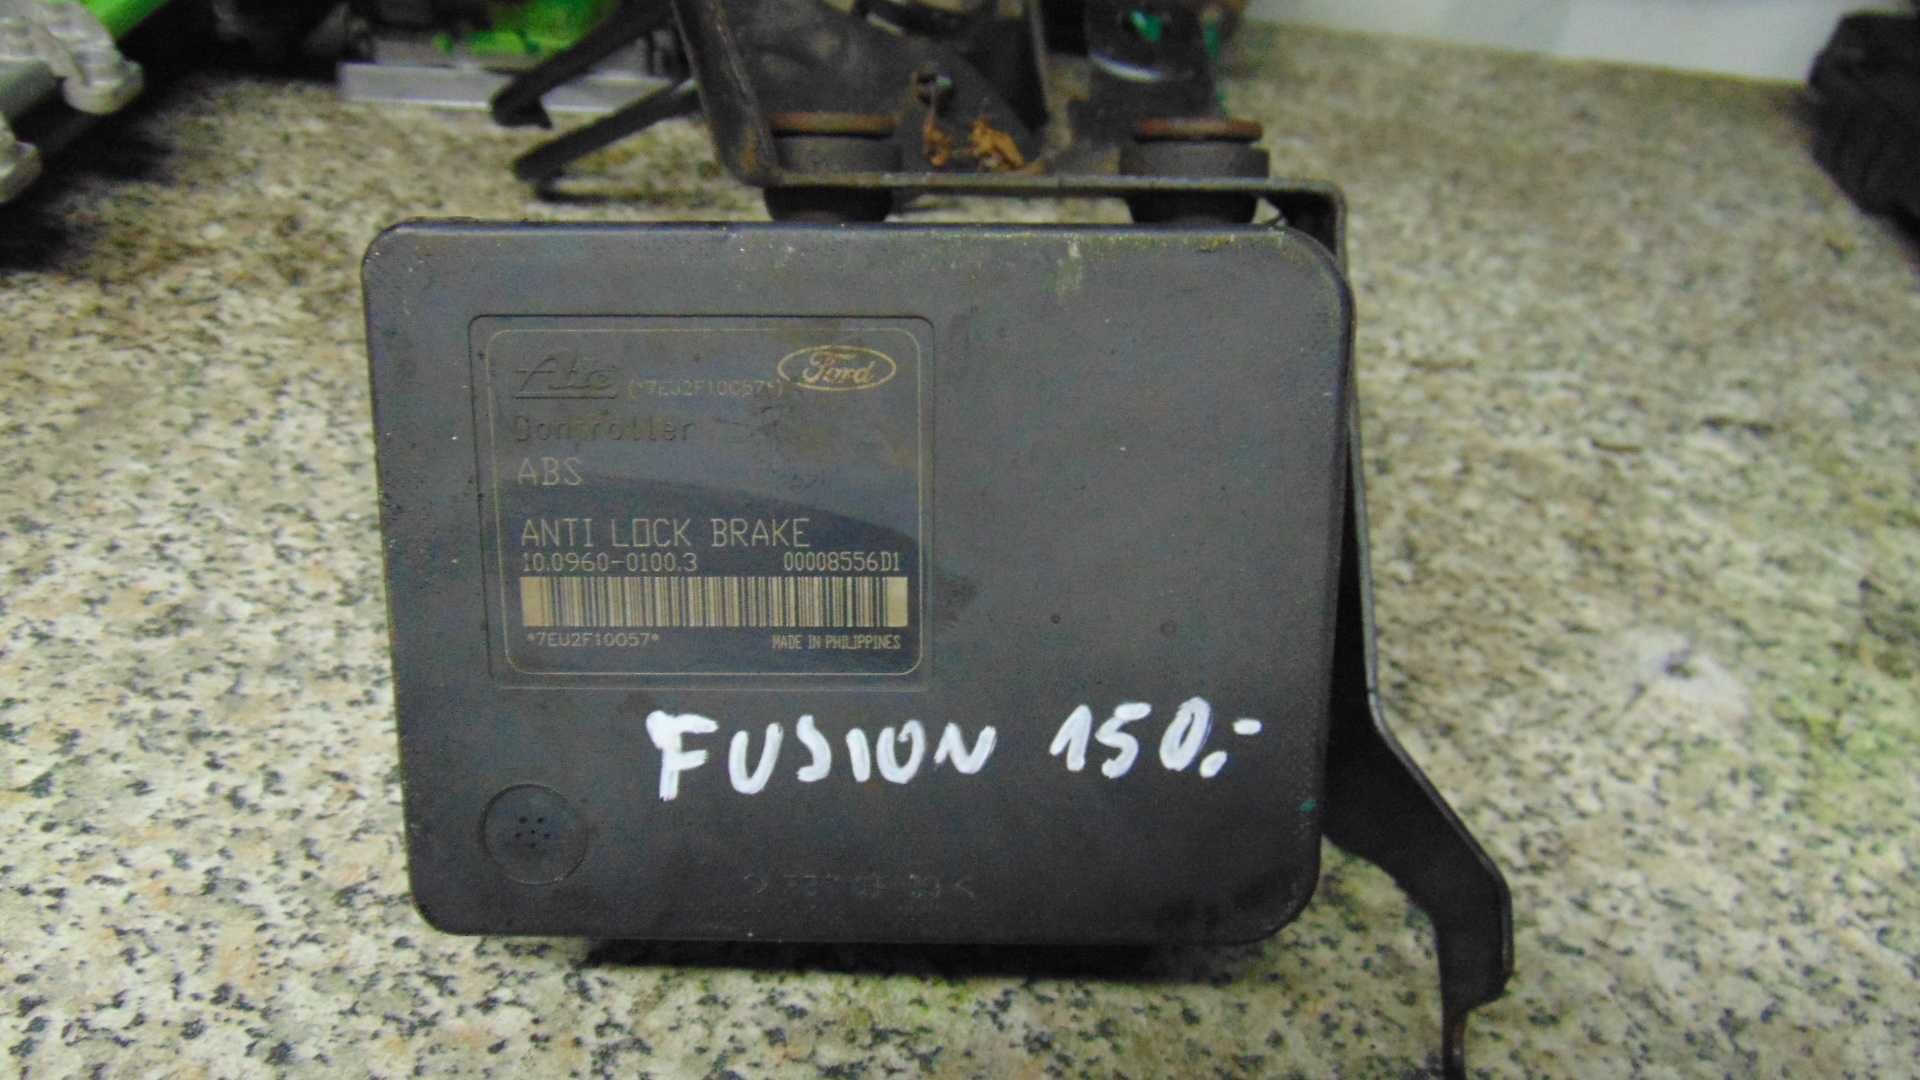 Ate (*7EU2F10057*) Ford
Controller
ABS
ANTI LOCK BRAKE
10.0960-0100.3 00008556D1
*7EU2F10057* MADE IN PHILIPPINES
FUSION 150.-